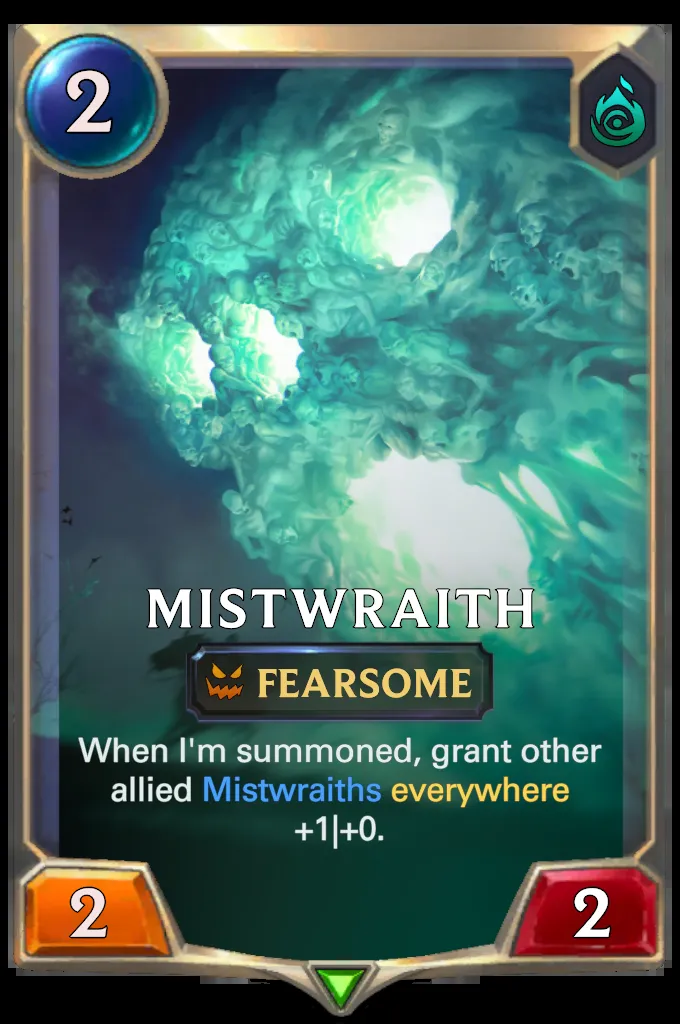 2
MISTWRAITH
FEARSOME
When I'm summoned, grant other
allied Mistwraiths everywhere
+1|+0.
2
2